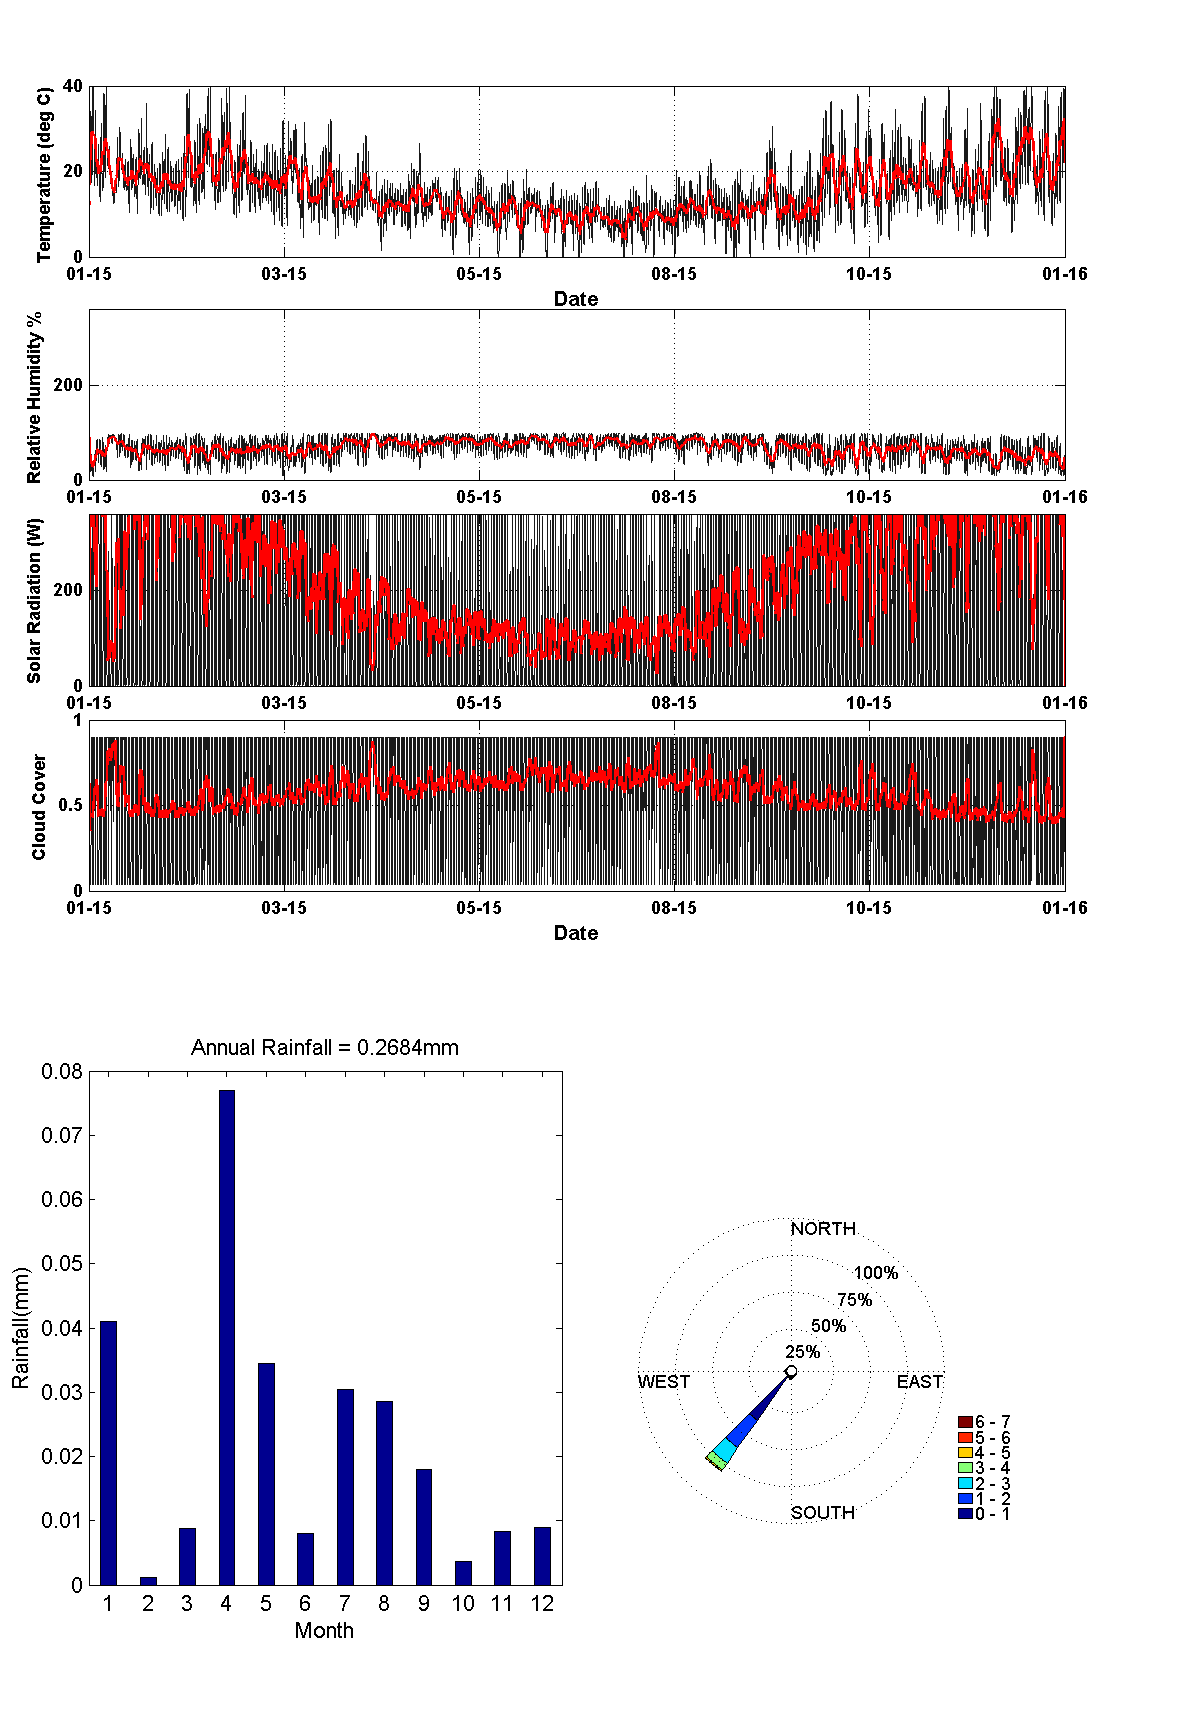 40
20
0
Temperature (deg C)
01-15 03-15 05-15 08-15 10-15 01-16
Date
200
0
Relative Humidity %
01-15 03-15 05-15 08-15 10-15 01-16
200
0
Solar Radiation (W)
01-15 03-15 05-15 08-15 10-15 01-16
1
0.5
0
Cloud Cover
01-15 03-15 05-15 08-15 10-15 01-16
Date
Annual Rainfall = 0.2684mm
0.08
0.07
0.06
0.05
0.04
0.03
0.02
0.01
0
Rainfall(mm)
1 2 3 4 5 6 7 8 9 10 11 12
Month
NORTH
100%
75%
50%
25%
WEST
EAST
SOUTH
6 - 7
5 - 6
4 - 5
3 - 4
2 - 3
1 - 2
0 - 1